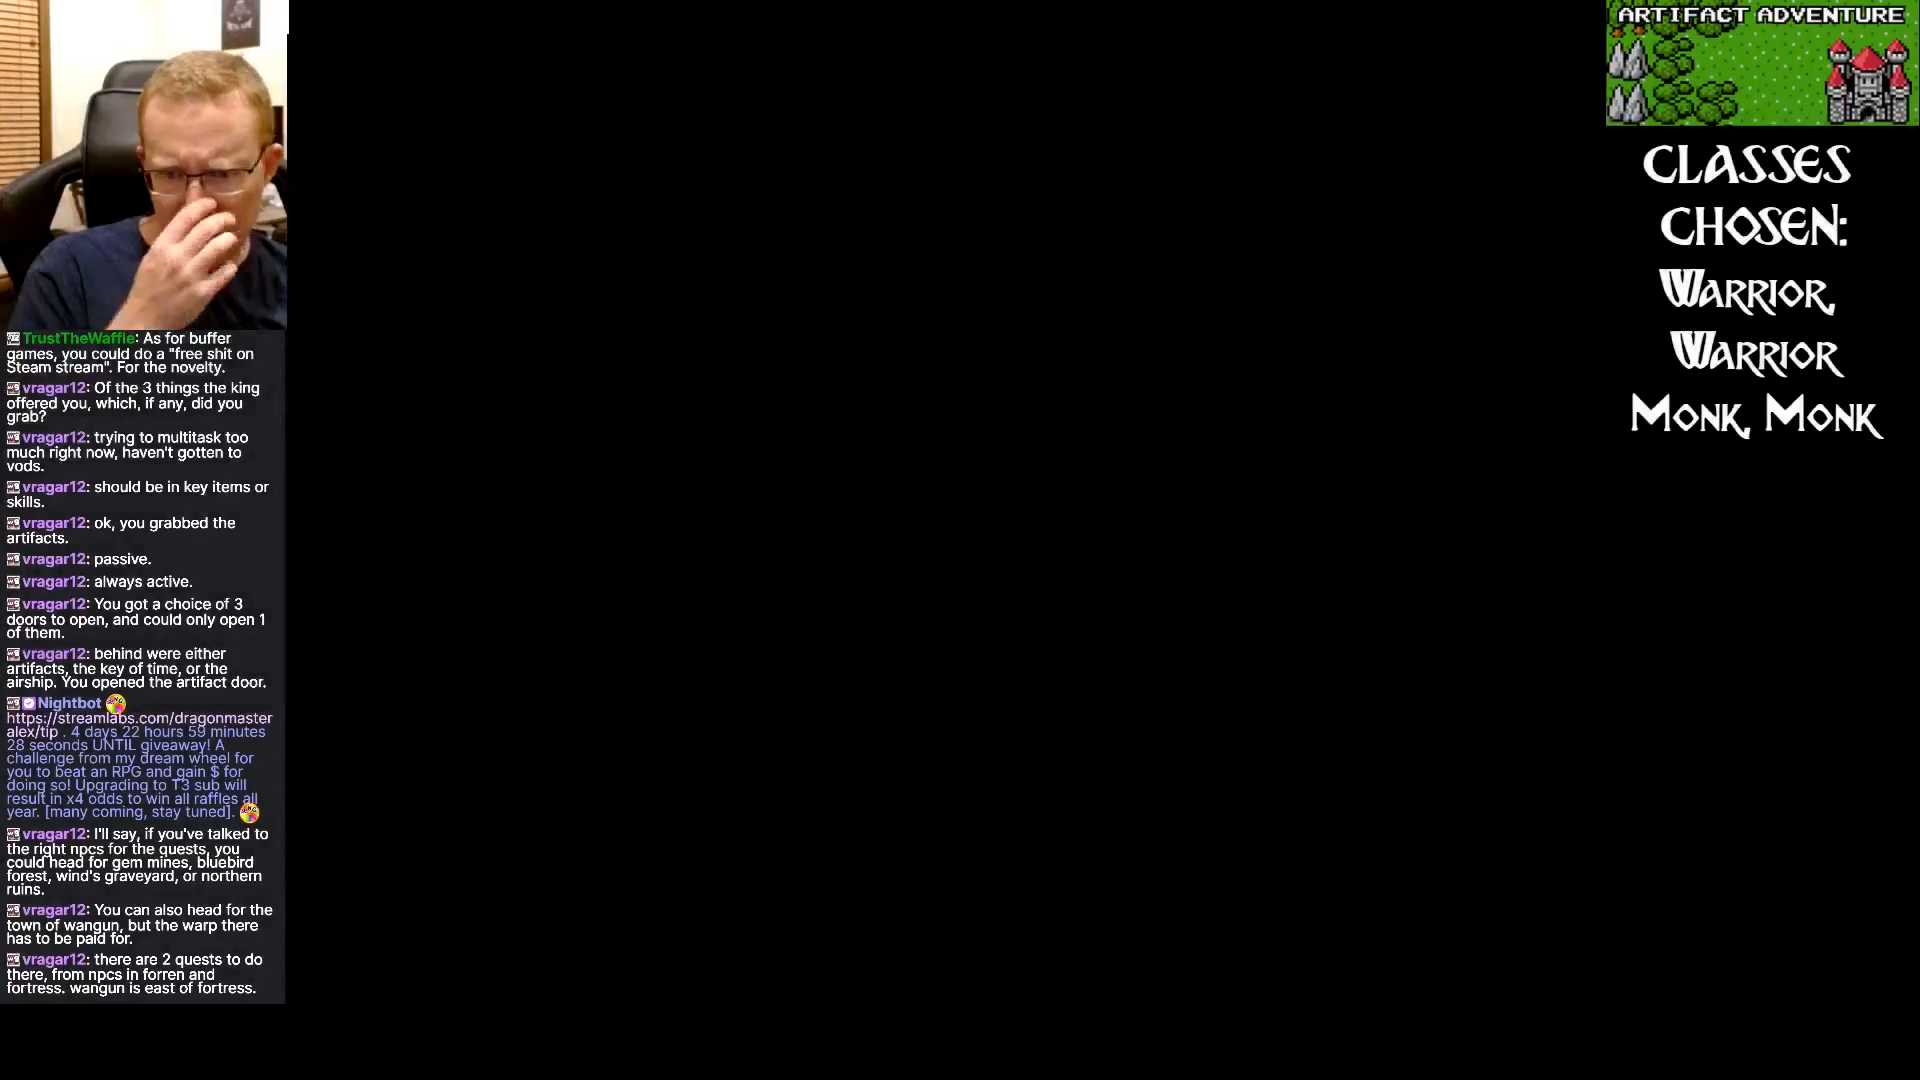 TrustTheWaffle: As for buffer
games, you could do a "free shit on
Steam stream". For the novelty.
vragar12: Of the 3 things the king
offered you, which, if any, did you
grab?
vragar12: trying to multitask too
much right now, haven't gotten to
vods.
vragar12: should be in key items or
skills.
vragar12: ok, you grabbed the
artifacts.
vragar12: passive.
vragar12: always active.
vragar12: You got a choice of 3
doors to open, and could only open 1
of them.
vragar12: behind were either
artifacts, the key of time, or the
airship. You opened the artifact door.
Nightbot
https://streamlabs.com/dragonmaster
alex/tip . 4 days 22 hours 59 minutes
28 seconds UNTIL giveaway! A
challenge from my dream wheel for
you to beat an RPG and gain $ for
doing so! Upgrading to T3 sub will
result in x4 odds to win all raffles all
year. [many coming, stay tuned].
vragar12: I'll say, if you've talked to
the right npcs for the quests, you
could head for gem mines, bluebird
forest, wind's graveyard, or northern
ruins.
vragar12: You can also head for the
town of wangun, but the warp there
has to be paid for.
vragar12: there are 2 quests to do
there, from npcs in forren and
fortress. wangun is east of fortress.
ARTIFACT ADVENTURE
CLASSES
CHOSEN:
WARRIOR,
WARRIOR
MONK, MONK